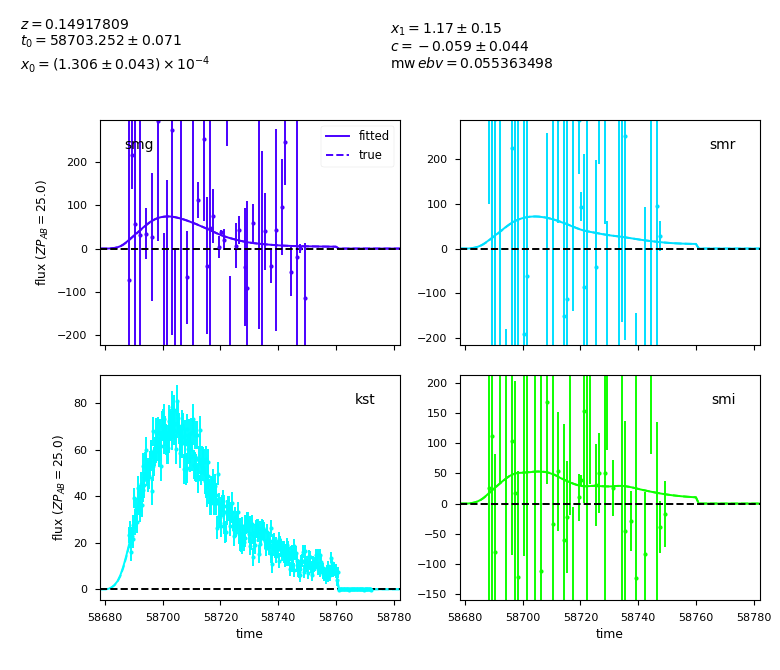 z = 0.14917809
t0 = 58703.252 ± 0.071
x0 = (1.306 ± 0.043) × 10^−4
x1 = 1.17 ± 0.15
c = −0.059 ± 0.044
mw ebv = 0.055363498
smg
fitted
true
200
100
0
−100
−200
flux (ZP_AB = 25.0)
smr
200
100
0
−100
−200
kst
80
60
40
20
0
flux (ZP_AB = 25.0)
58680 58700 58720 58740 58760 58780
time
smi
200
150
100
50
0
−50
−100
−150
58680 58700 58720 58740 58760 58780
time